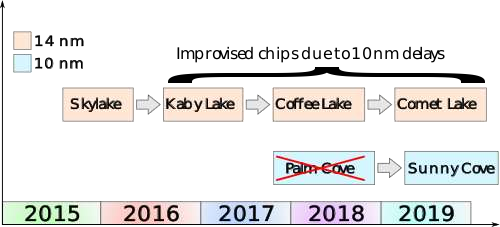 14 nm
10 nm
Improvised chips due to 10 nm delays
Skylake
Kaby Lake
Coffee Lake
Comet Lake
Palm Cove
Sunny Cove
2015
2016
2017
2018
2019